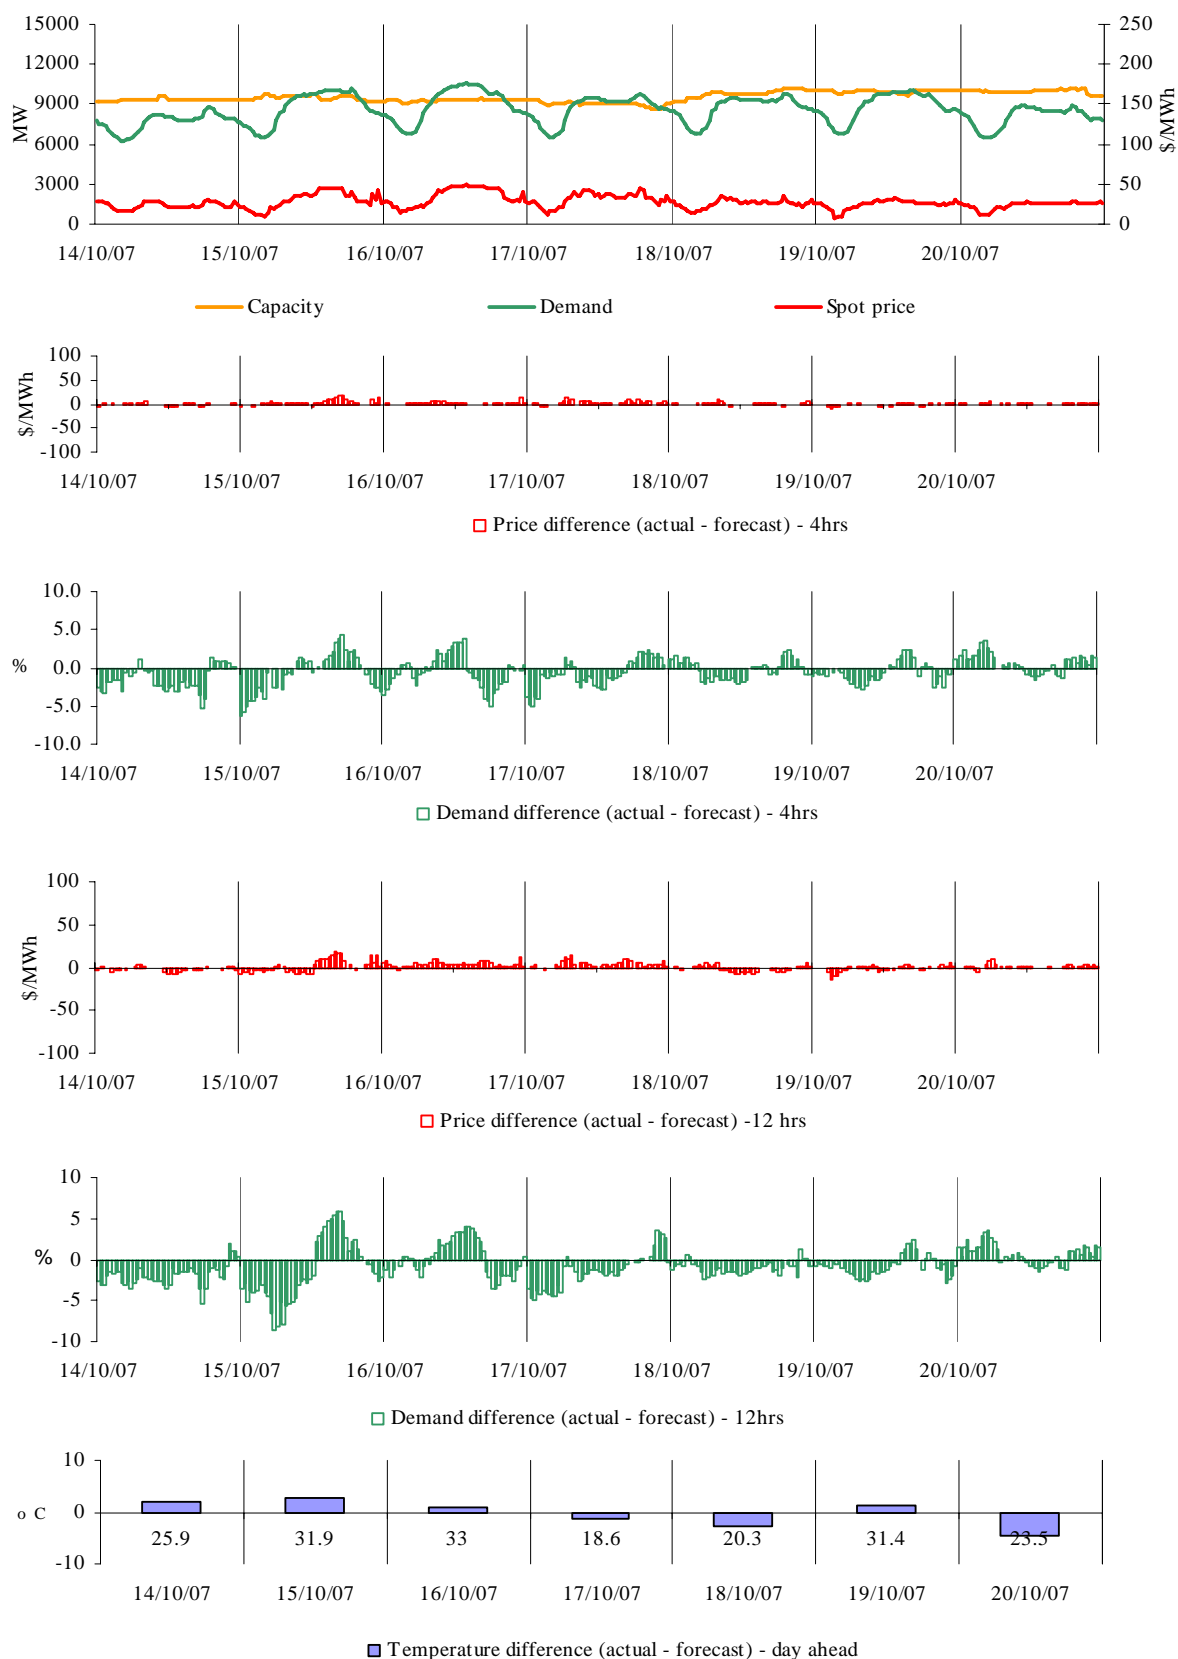 15000 250
12000 200
9000 150
6000 100
3000 50
0 0
MW
$/MWh
14/10/07 15/10/07 16/10/07 17/10/07 18/10/07 19/10/07 20/10/07
Capacity Demand Spot price
100
50
0
-50
-100
$/MWh
14/10/07 15/10/07 16/10/07 17/10/07 18/10/07 19/10/07 20/10/07
Price difference (actual - forecast) - 4hrs
10.0
5.0
0.0
-5.0
-10.0
%
14/10/07 15/10/07 16/10/07 17/10/07 18/10/07 19/10/07 20/10/07
Demand difference (actual - forecast) - 4hrs
100
50
0
-50
-100
$/MWh
14/10/07 15/10/07 16/10/07 17/10/07 18/10/07 19/10/07 20/10/07
Price difference (actual - forecast) -12 hrs
10
5
0
-5
-10
%
14/10/07 15/10/07 16/10/07 17/10/07 18/10/07 19/10/07 20/10/07
Demand difference (actual - forecast) - 12hrs
10
0
-10
o C
25.9 31.9 33 18.6 20.3 31.4 23.5
14/10/07 15/10/07 16/10/07 17/10/07 18/10/07 19/10/07 20/10/07
Temperature difference (actual - forecast) - day ahead